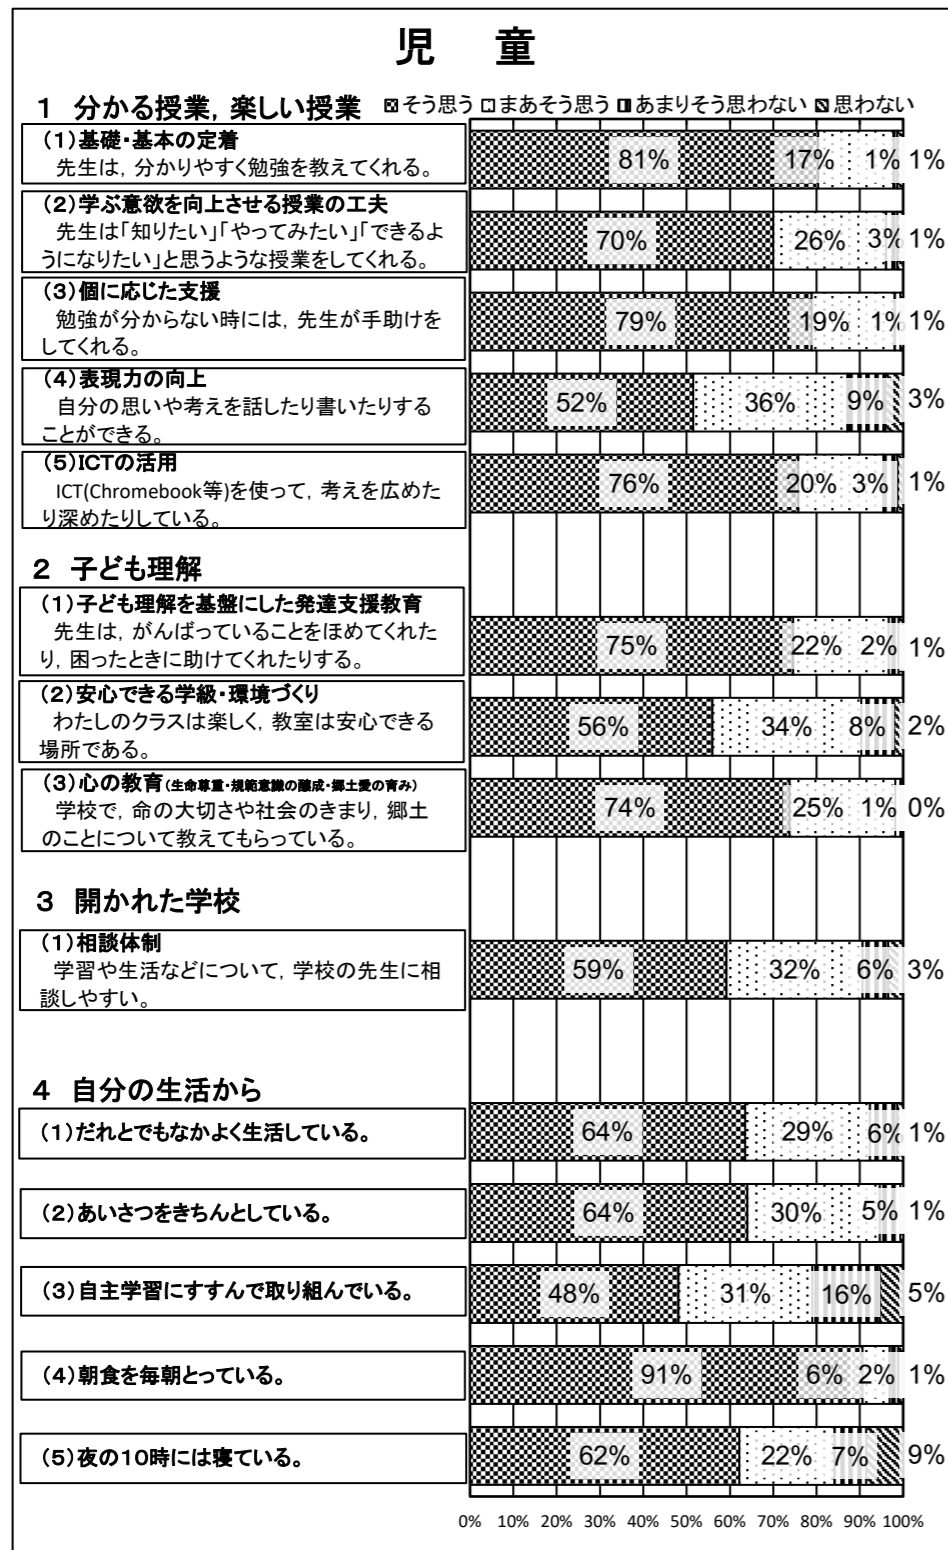 児　童
１　分かる授業，楽しい授業　そう思う　まあそう思う　あまりそう思わない　思わない
（１）基礎・基本の定着
先生は，分かりやすく勉強を教えてくれる。
81%　17%　1%　1%
（２）学ぶ意欲を向上させる授業の工夫
先生は「知りたい」「やってみたい」「できるよ
うになりたい」と思うような授業をしてくれる。
70%　26%　3%　1%
（３）個に応じた支援
勉強が分からない時には，先生が手助けを
してくれる。
79%　19%　1%　1%
（４）表現力の向上
自分の思いや考えを話したり書いたりする
ことができる。
52%　36%　9%　3%
（５）ICTの活用
ICT(Chromebook等)を使って，考えを広めた
り深めたりしている。
76%　20%　3%　1%
２　子ども理解
（１）子ども理解を基盤にした発達支援教育
先生は，がんばっていることをほめてくれた
り，困ったときに助けてくれたりする。
75%　22%　2%　1%
（２）安心できる学級・環境づくり
わたしのクラスは楽しく，教室は安心できる
場所である。
56%　34%　8%　2%
（３）心の教育（生命尊重・規範意識の醸成・郷土愛の育み）
学校で，命の大切さや社会のきまり，郷土
のことについて教えてもらっている。
74%　25%　1%　0%
３　開かれた学校
（１）相談体制
学習や生活などについて，学校の先生に相
談しやすい。
59%　32%　6%　3%
４　自分の生活から
（１）だれとでもなかよく生活している。
64%　29%　6%　1%
（２）あいさつをきちんとしている。
64%　30%　5%　1%
（３）自主学習にすすんで取り組んでいる。
48%　31%　16%　5%
（４）朝食を毎朝とっている。
91%　6%　2%　1%
（５）夜の１０時には寝ている。
62%　22%　7%　9%
0%　10%　20%　30%　40%　50%　60%　70%　80%　90%　100%